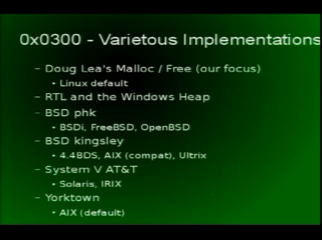 0x0300 - Varietous Implementations
– Doug Lea's Malloc / Free (our focus)
• Linux default
– RTL and the Windows Heap
– BSD phk
• BSDi, FreeBSD, OpenBSD
– BSD kingsley
• 4.4BDS, AIX (compat), Ultrix
– System V AT&T
• Solaris, IRIX
– Yorktown
• AIX (default)